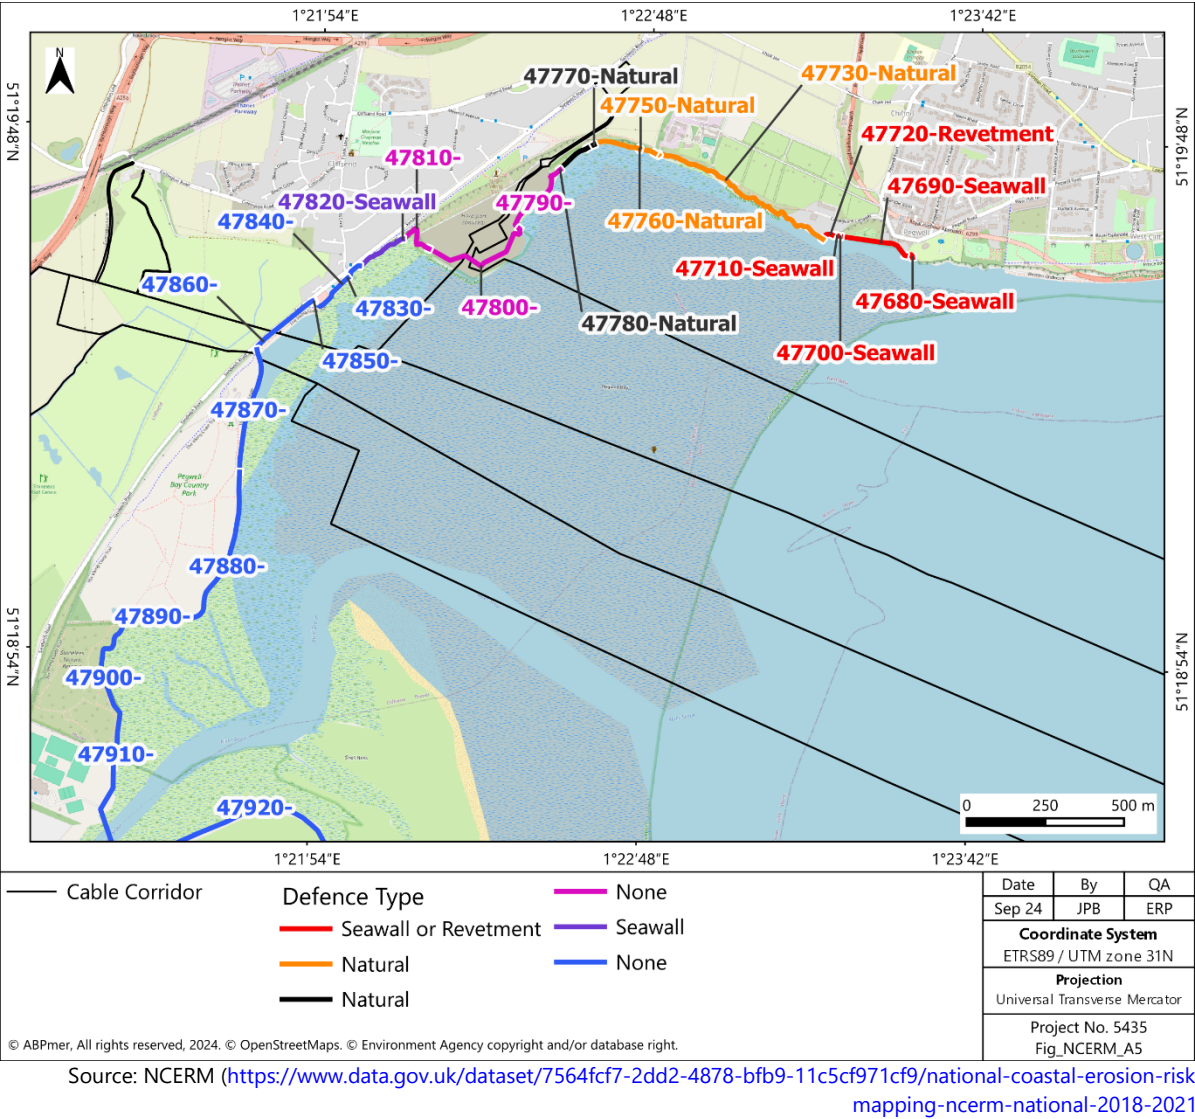 1°21'54"E
1°22'48"E
1°23'42"E
N
51°19'48"N
51°19'48"N
47770-Natural
47730-Natural
47750-Natural
47720-Revetment
47810-
47690-Seawall
47820-Seawall
47790-
47840-
47760-Natural
47710-Seawall
47860-
47830-
47800-
47680-Seawall
47780-Natural
47700-Seawall
47850-
47870-
Pegwell
Bay Country
Park
47880-
47890-
51°18'54"N
51°18'54"N
47900-
47910-
47920-
0 250 500 m
1°21'54"E
1°22'48"E
1°23'42"E
Cable Corridor
Defence Type
Seawall or Revetment
Natural
Natural
None
Seawall
None
Date By QA
Sep 24 JPB ERP
Coordinate System
ETRS89 / UTM zone 31N
Projection
Universal Transverse Mercator
Project No. 5435
Fig_NCERM_A5
© ABPmer, All rights reserved, 2024. © OpenStreetMaps. © Environment Agency copyright and/or database right.
Source: NCERM (https://www.data.gov.uk/dataset/7564fcf7-2dd2-4878-bfb9-11c5cf971cf9/national-coastal-erosion-risk
mapping-ncerm-national-2018-2021